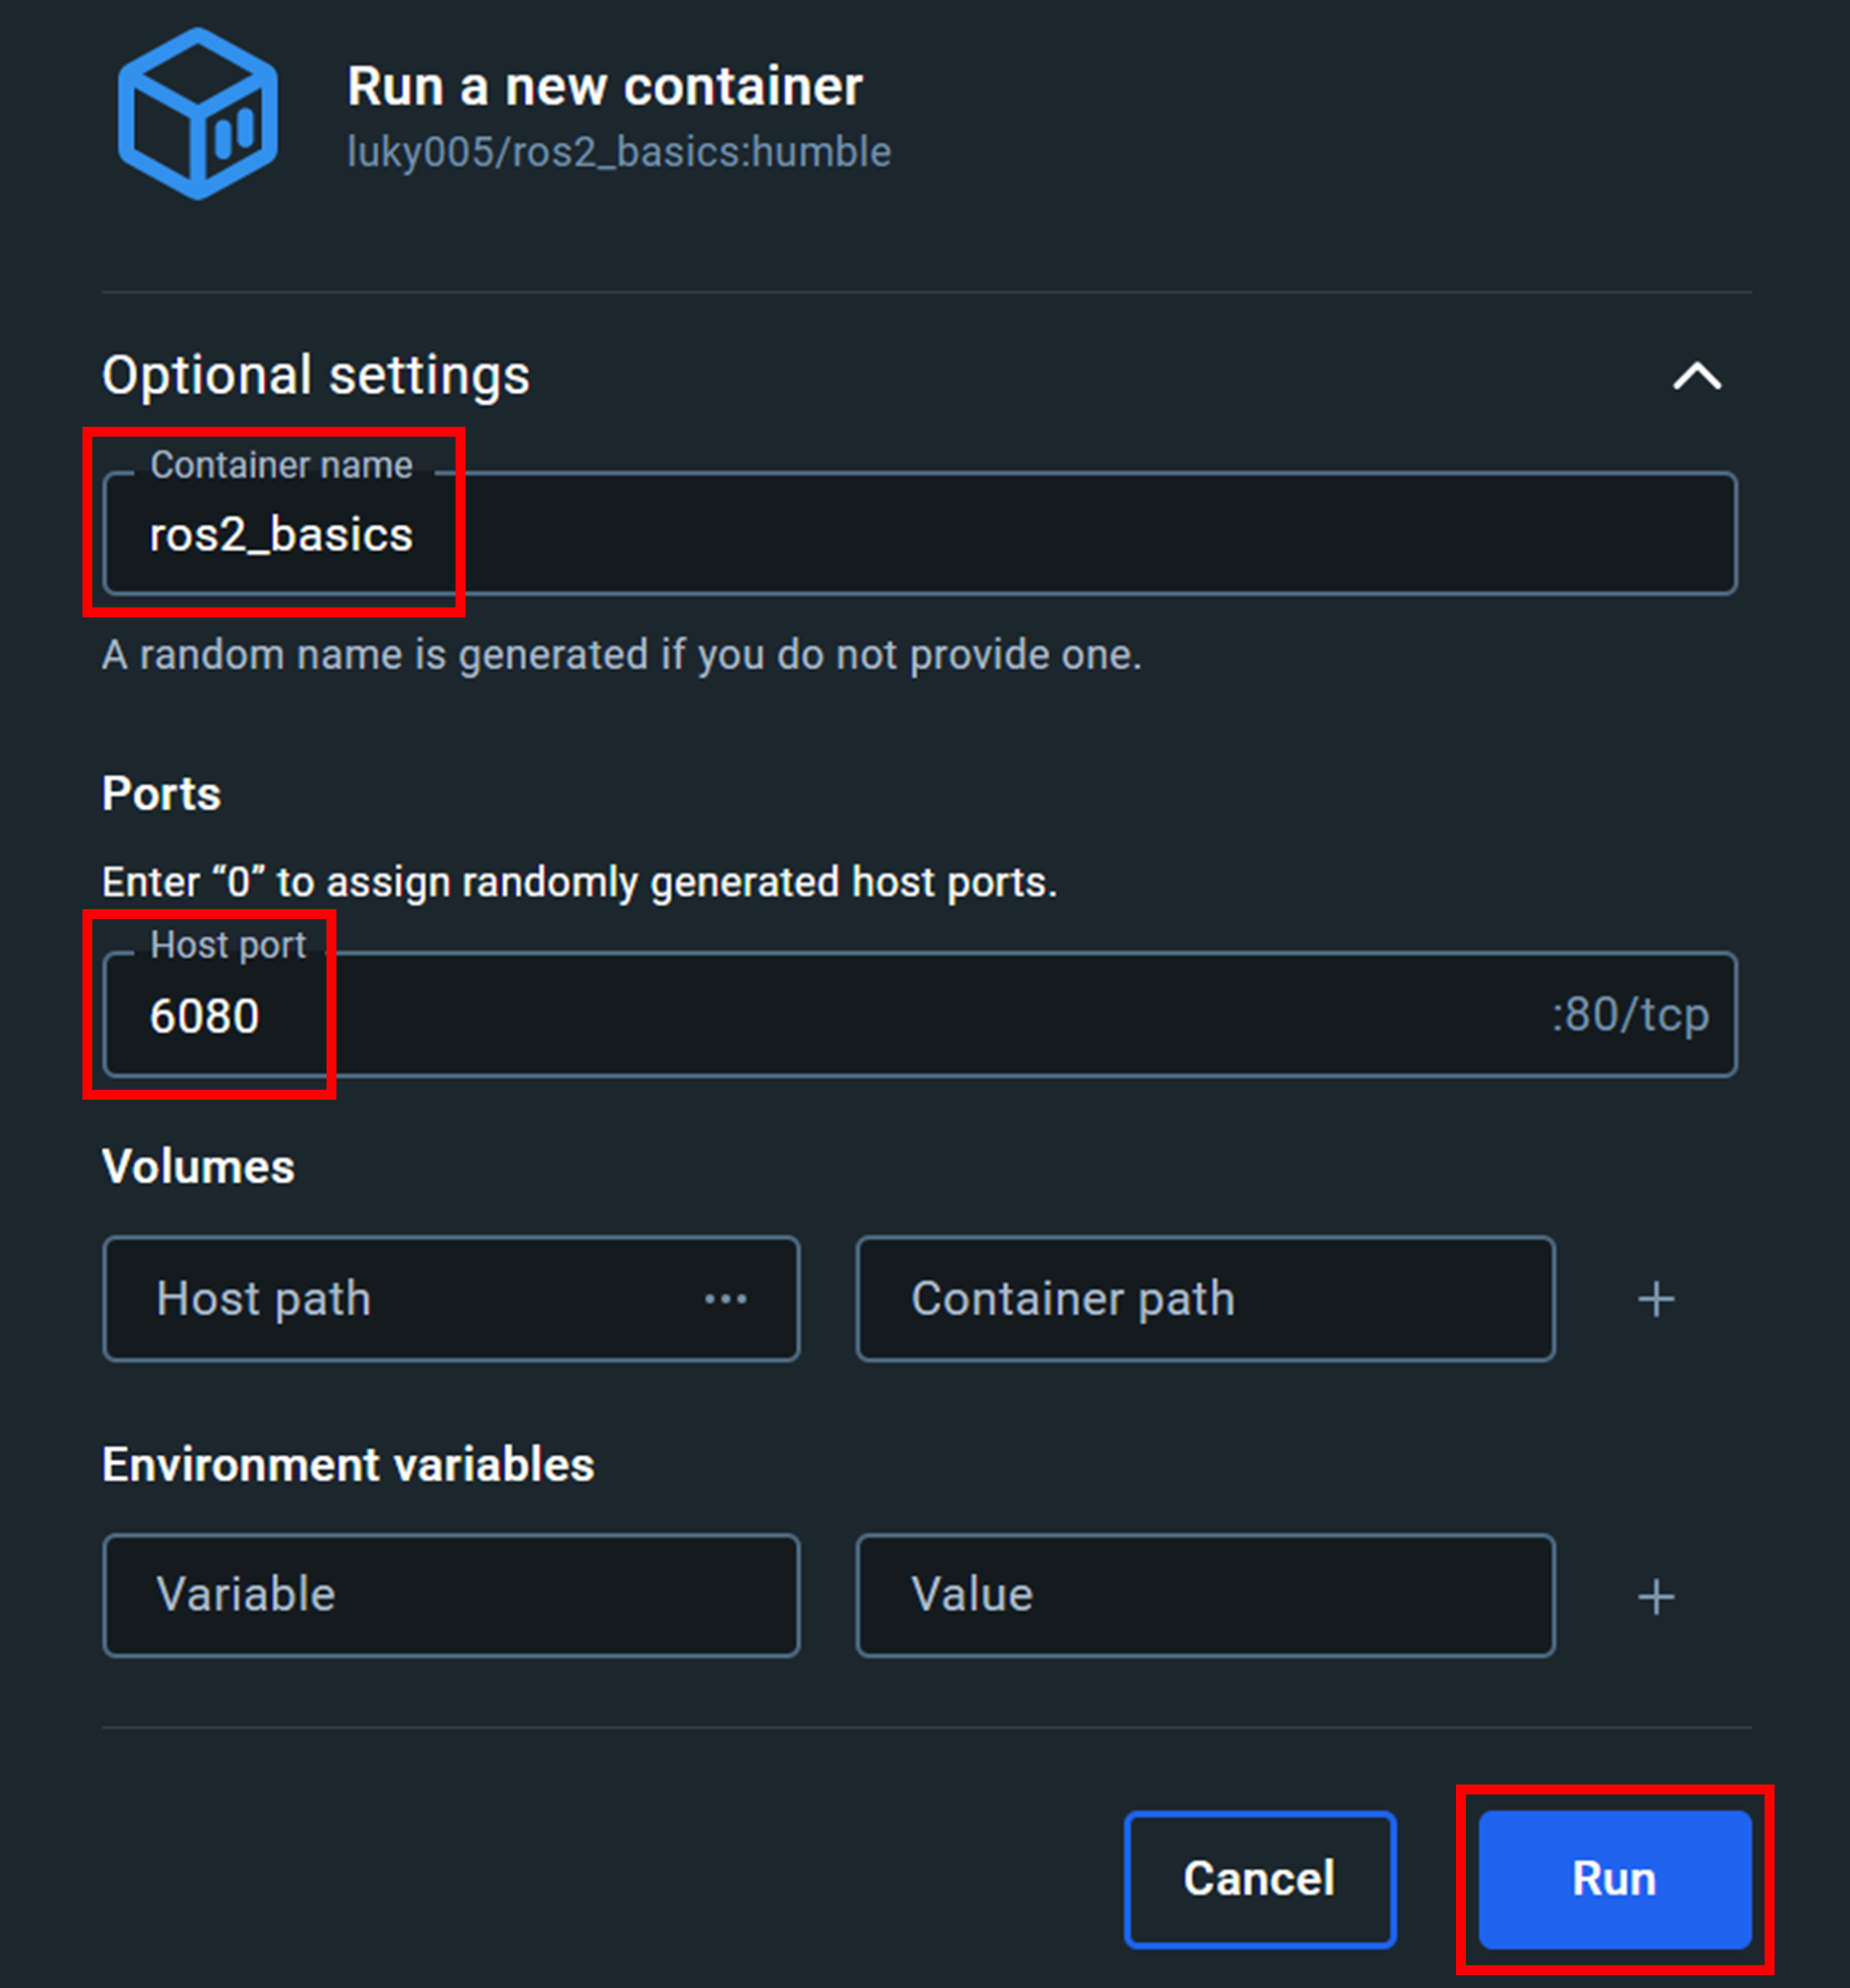 Run a new container
luky005/ros2_basics:humble
Optional settings
Container name
ros2_basics
A random name is generated if you do not provide one.
Ports
Enter “0” to assign randomly generated host ports.
Host port
6080 :80/tcp
Volumes
Host path ··· Container path +
Environment variables
Variable Value +
Cancel Run